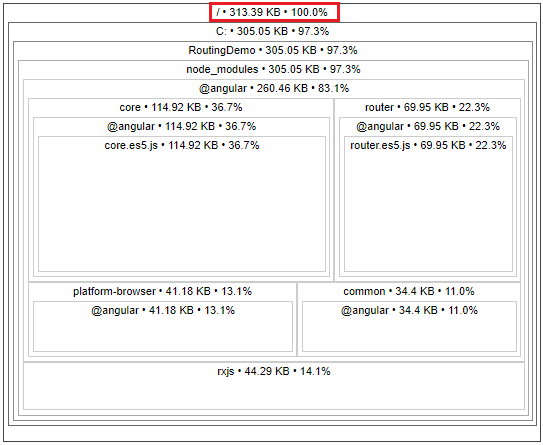 / • 313.39 KB • 100.0%
C: • 305.05 KB • 97.3%
RoutingDemo • 305.05 KB • 97.3%
node_modules • 305.05 KB • 97.3%
@angular • 260.46 KB • 83.1%
core • 114.92 KB • 36.7%
@angular • 114.92 KB • 36.7%
core.es5.js • 114.92 KB • 36.7%
router • 69.95 KB • 22.3%
@angular • 69.95 KB • 22.3%
router.es5.js • 69.95 KB • 22.3%
platform-browser • 41.18 KB • 13.1%
@angular • 41.18 KB • 13.1%
common • 34.4 KB • 11.0%
@angular • 34.4 KB • 11.0%
rxjs • 44.29 KB • 14.1%